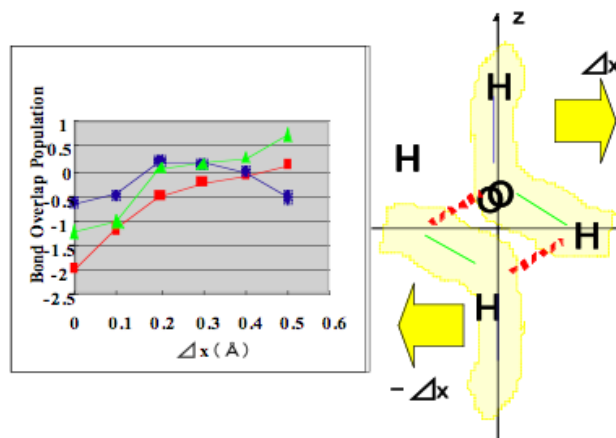 Bond Overlap Population
1
0.5
0
-0.5
-1
-1.5
-2
-2.5
0 0.1 0.2 0.3 0.4 0.5 0.6
⊿x(Å)
z
H
⊿x
H
OO
H
H
-⊿x